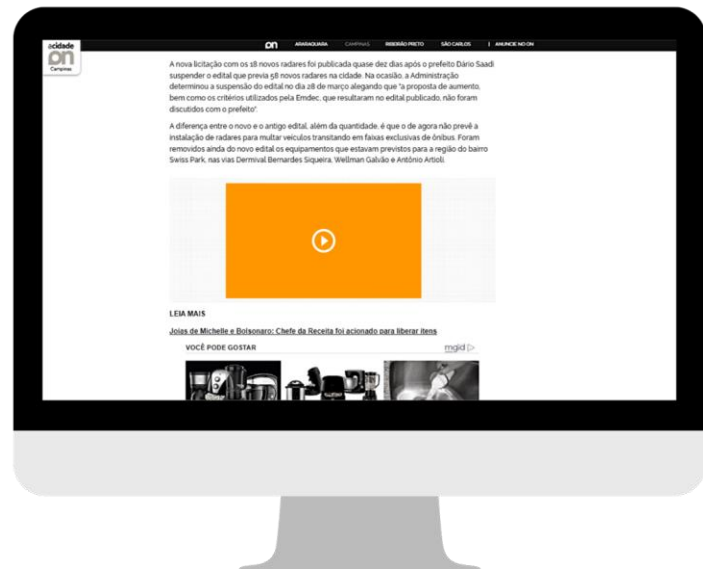 acidade
on
Campinas
on ARARAQUARA CAMPINAS RIBEIRÃO PRETO SÃO CARLOS | ANUNCIE NO ON
A nova licitação com os 18 novos radares foi publicada quase dez dias após o prefeito Dário Saadi
suspender o edital que previa 58 novos radares na cidade. Na ocasião, a Administração
determinou a suspensão do edital no dia 28 de março alegando que "a proposta de aumento,
bem como os critérios utilizados pela Emdec, que resultaram no edital publicado, não foram
discutidos com o prefeito".
A diferença entre o novo e o antigo edital, além da quantidade, é que o de agora não prevê a
instalação de radares para multar veículos transitando em faixas exclusivas de ônibus. Foram
removidos ainda do novo edital os equipamentos que estavam previstos para a região do bairro
Swiss Park, nas vias Dermival Bernardes Siqueira, Wellman Galvão e Antônio Artioli.
LEIA MAIS
Joias de Michelle e Bolsonaro: Chefe da Receita foi acionado para liberar itens
VOCÊ PODE GOSTAR mgid